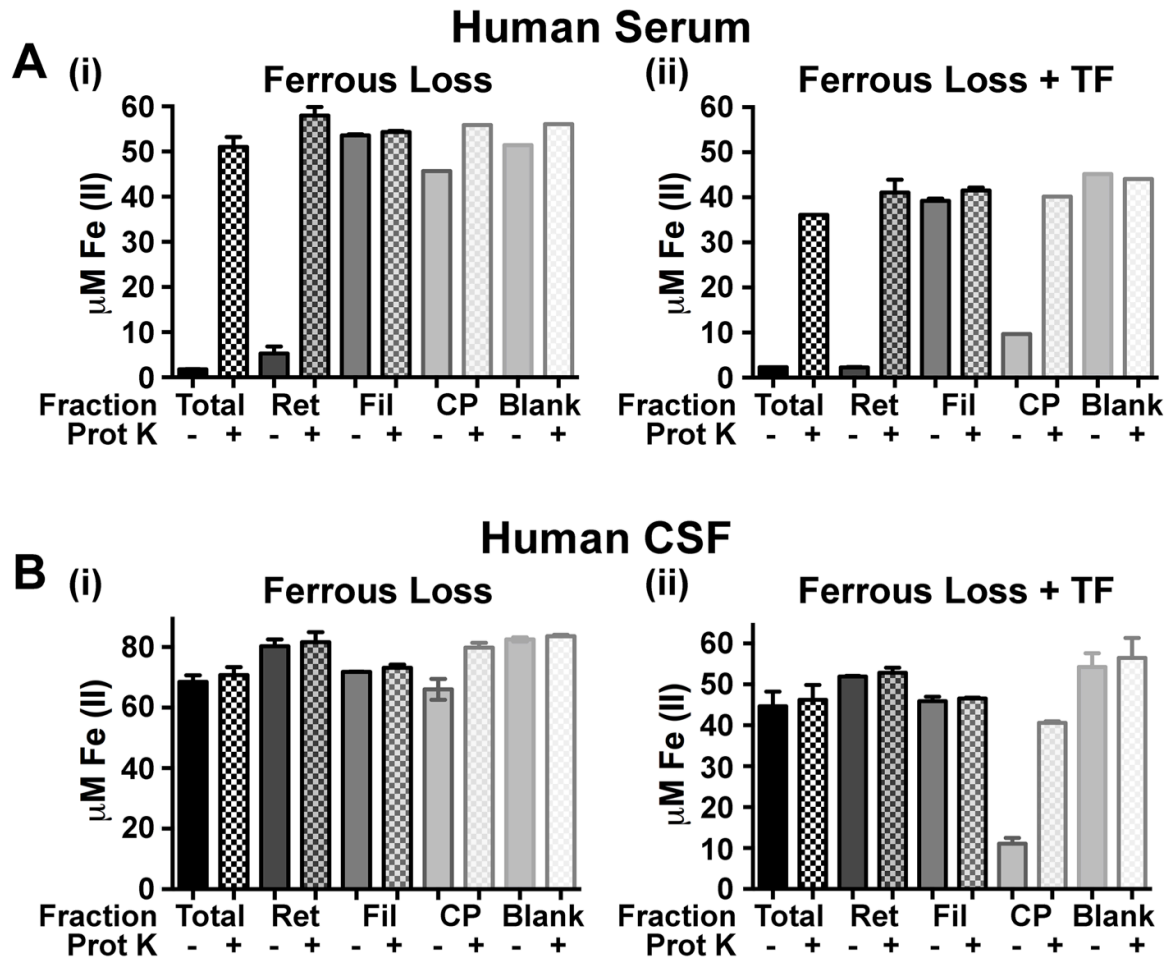 Human Serum
A (i) Ferrous Loss (ii) Ferrous Loss + TF
μM Fe (II) μM Fe (II)
60 60
50 50
40 40
30 30
20 20
10 10
0 0
Fraction Total Ret Fil CP Blank Fraction Total Ret Fil CP Blank
Prot K - + - + - + - + - + Prot K - + - + - + - + - +
Human CSF
B (i) Ferrous Loss (ii) Ferrous Loss + TF
μM Fe (II) μM Fe (II)
80 60
60 50
40 40
20 30
0 20
10
0
Fraction Total Ret Fil CP Blank Fraction Total Ret Fil CP Blank
Prot K - + - + - + - + - + Prot K - + - + - + - + - +